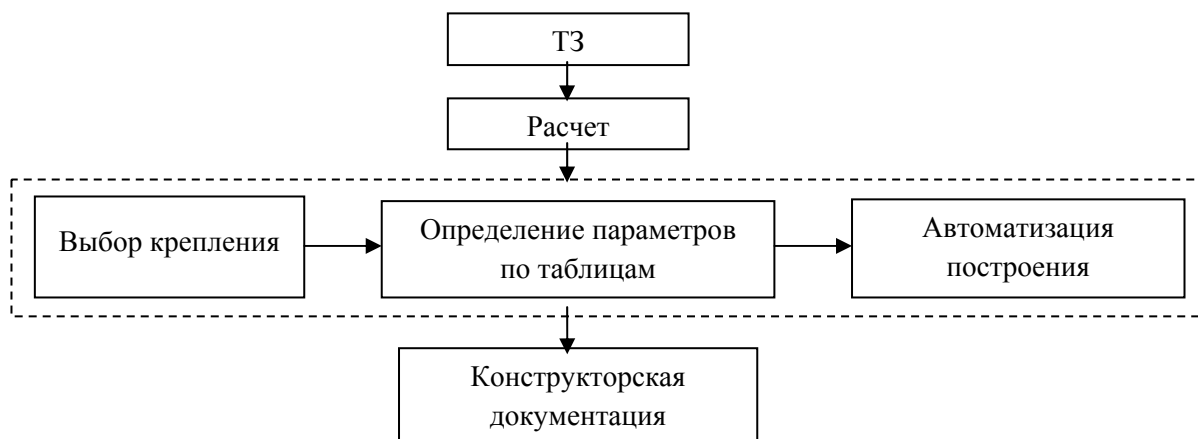 ТЗ
Расчет
Выбор крепления
Определение параметров
по таблицам
Автоматизация
построения
Конструкторская
документация